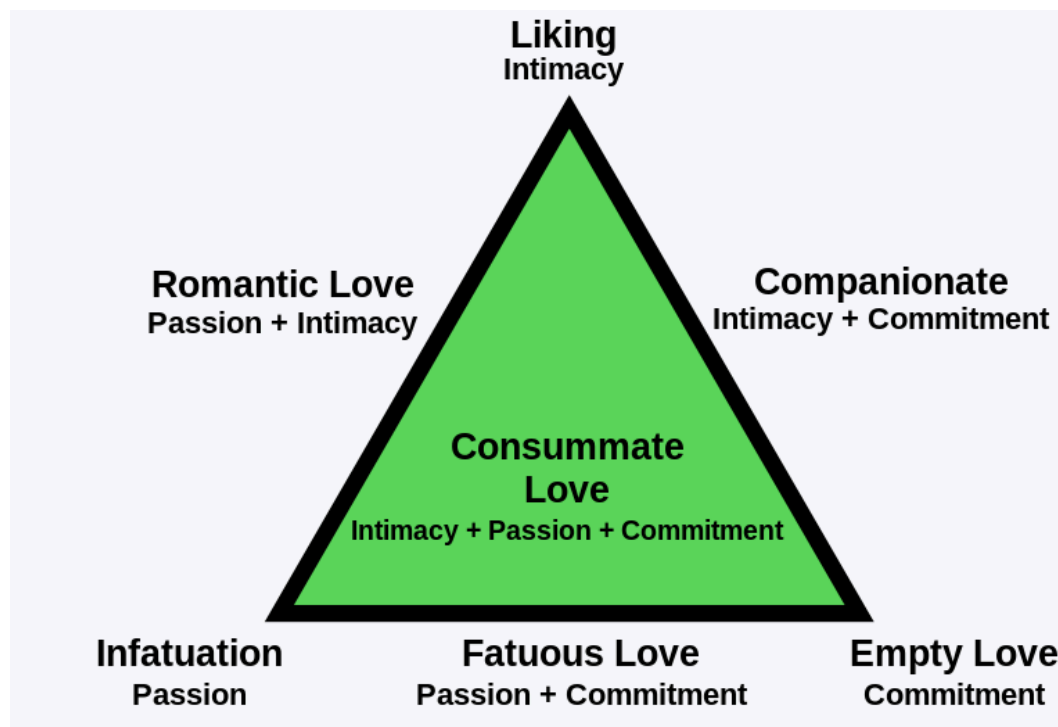 Liking
Intimacy
Romantic Love
Passion + Intimacy
Companionate
Intimacy + Commitment
Consummate
Love
Intimacy + Passion + Commitment
Infatuation
Passion
Fatuous Love
Passion + Commitment
Empty Love
Commitment